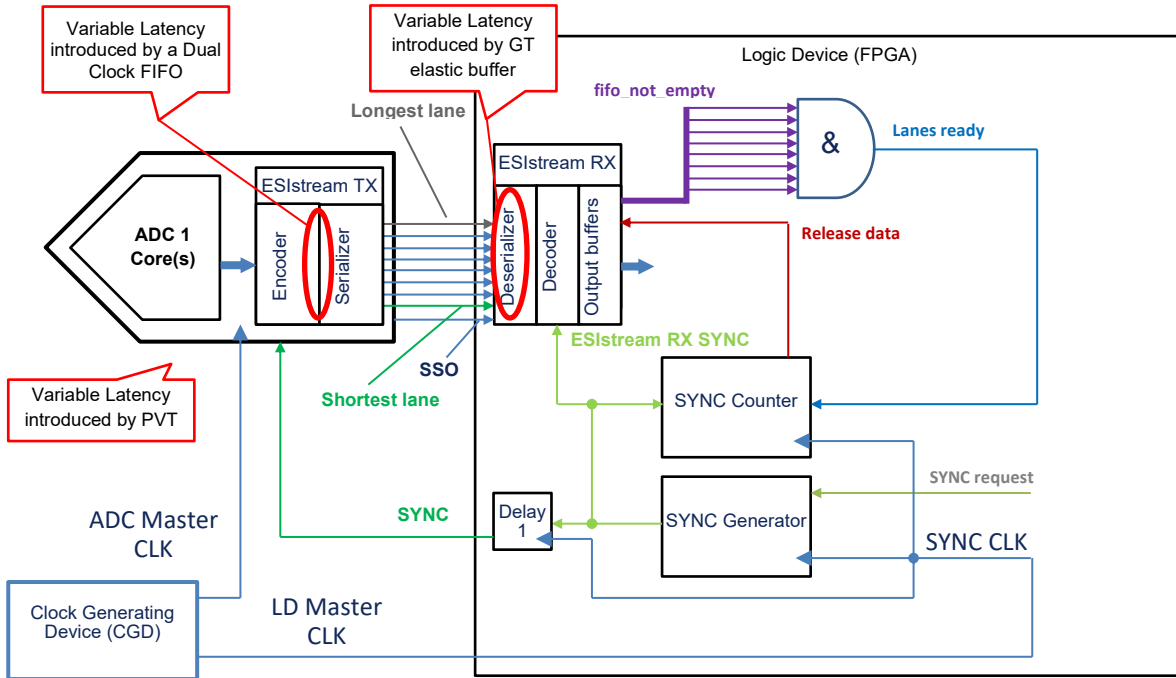 Variable Latency
introduced by a Dual
Clock FIFO
Variable Latency
introduced by GT
elastic buffer
Logic Device (FPGA)
fifo_not_empty
Longest lane
&
Lanes ready
ESIstream RX
ESIstream TX
ADC 1
Core(s)
Encoder
Serializer
Deserializer
Decoder
Output buffers
Release data
ESIstream RX SYNC
SSO
Shortest lane
Variable Latency
introduced by PVT
SYNC Counter
SYNC request
SYNC
Delay
1
SYNC Generator
SYNC CLK
ADC Master
CLK
LD Master
CLK
Clock Generating
Device (CGD)